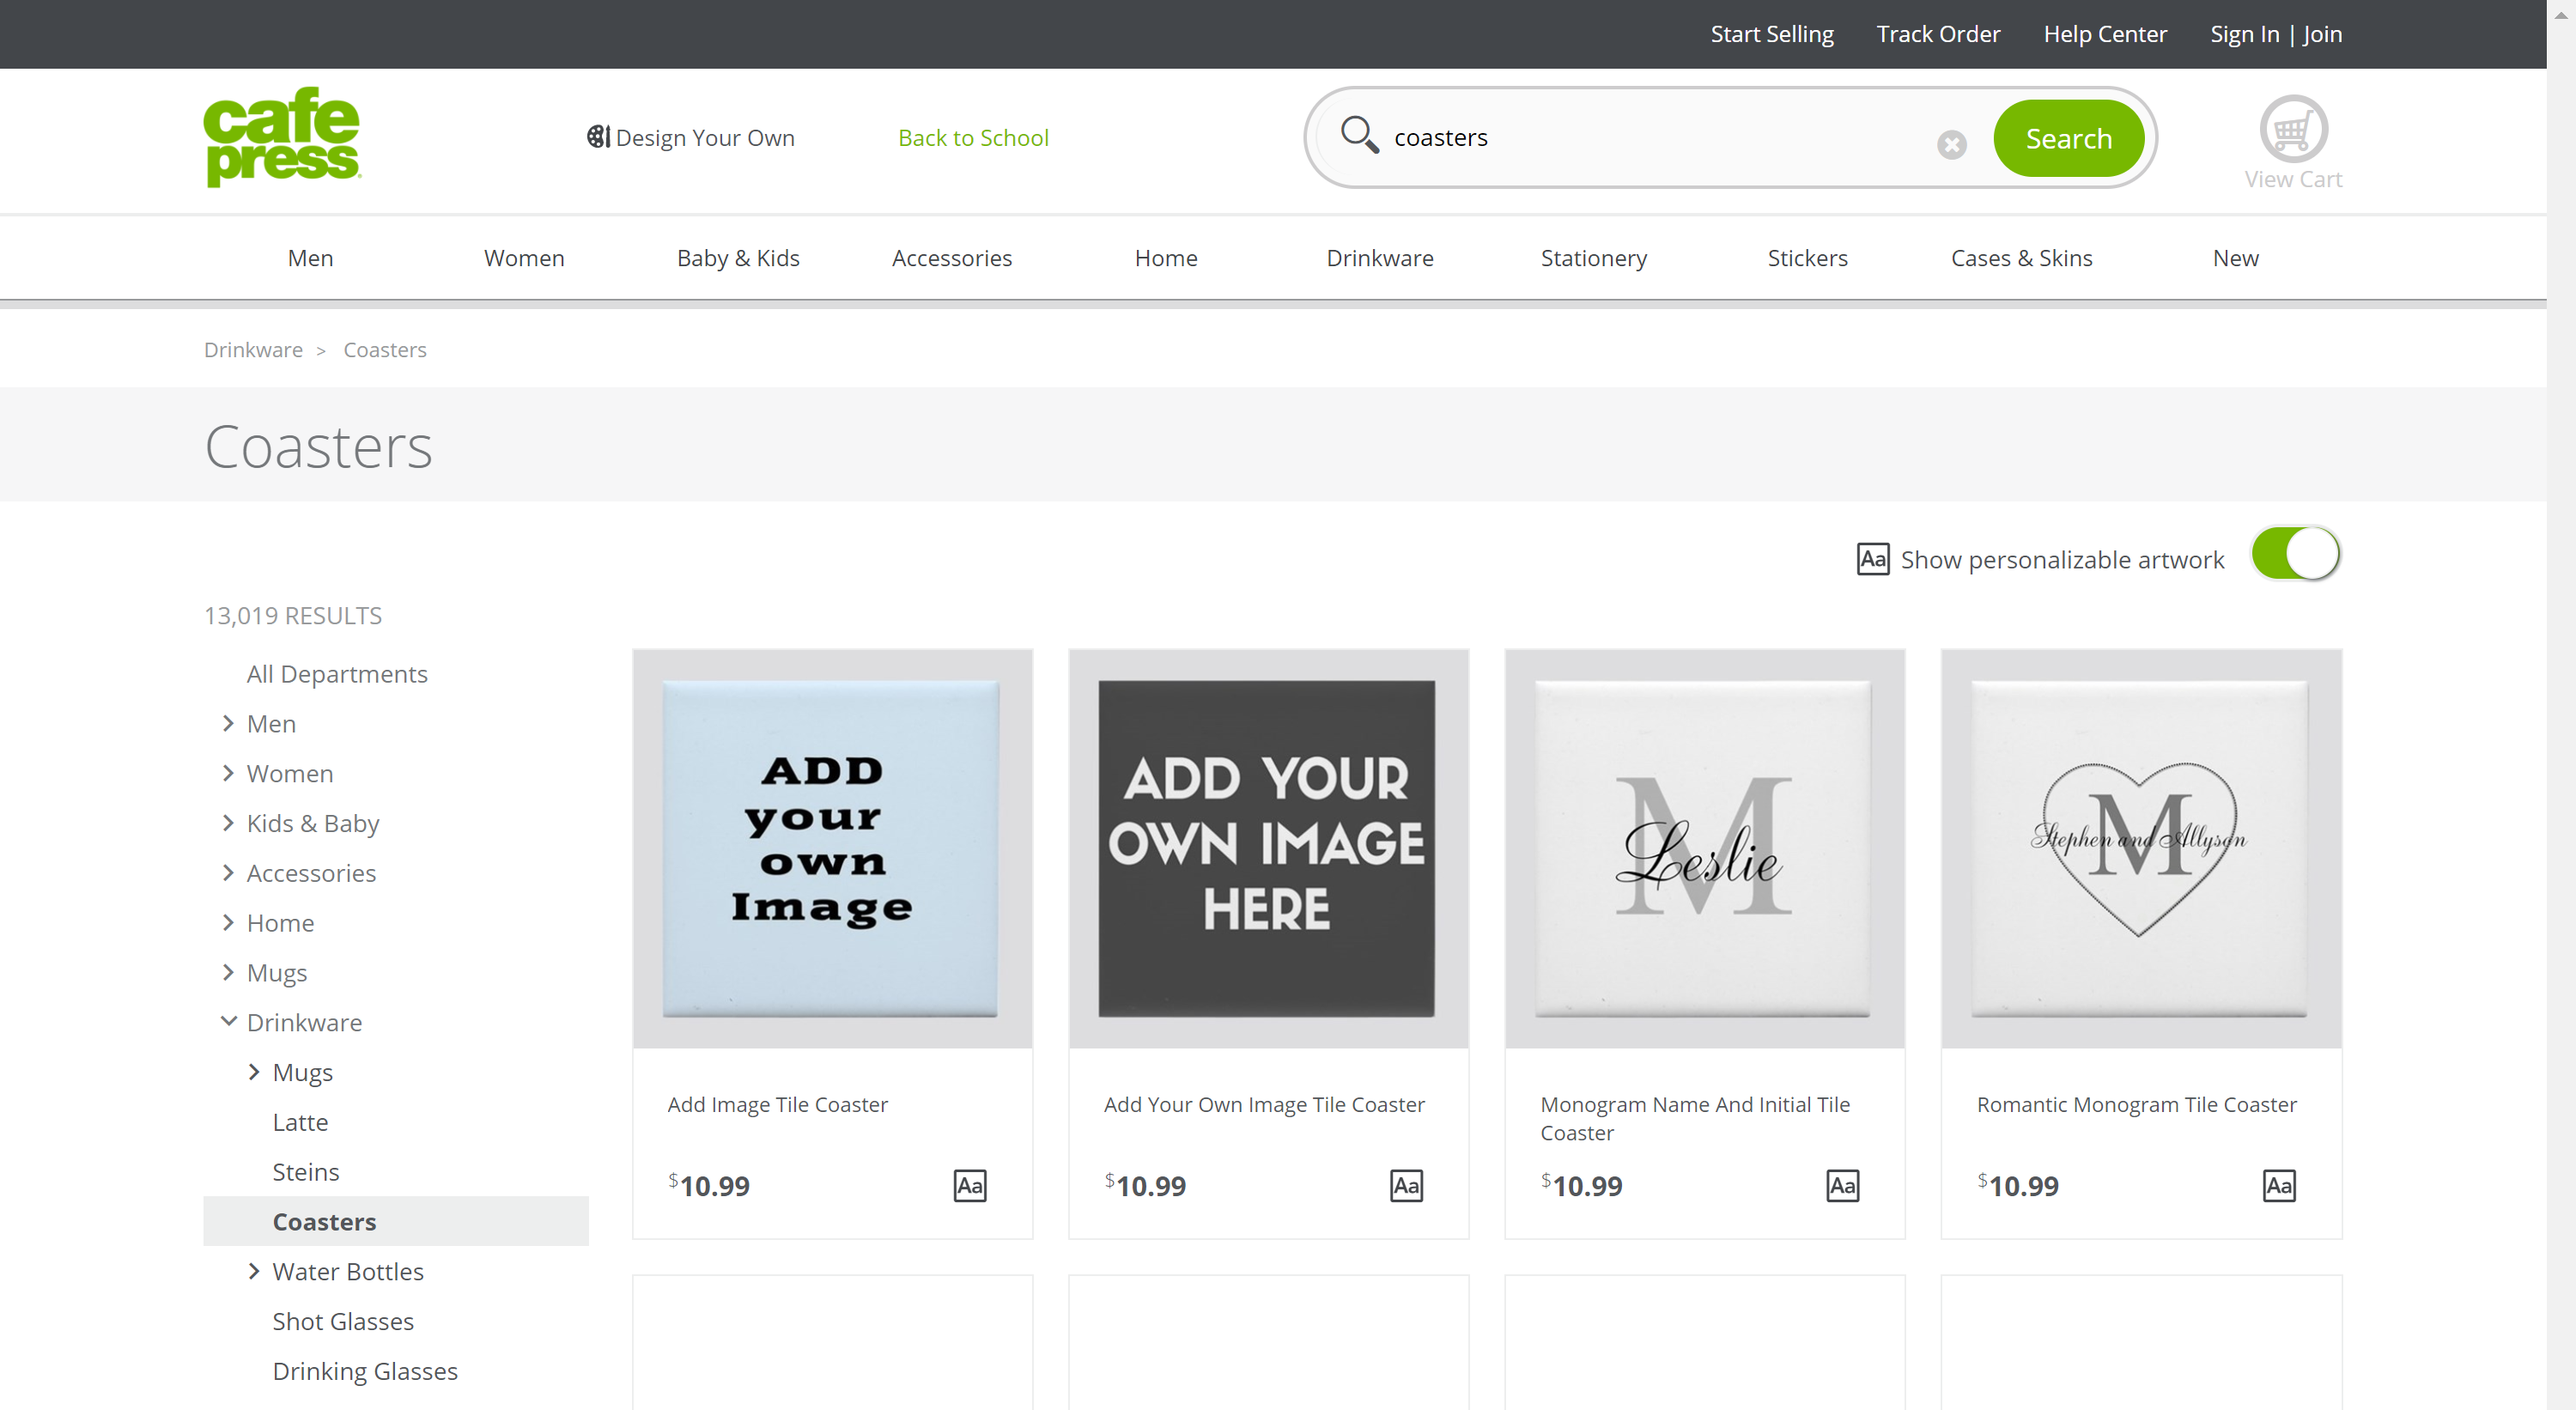 Start Selling Track Order Help Center Sign In | Join
cafe
press
Design Your Own Back to School coasters Search
View Cart
Men Women Baby & Kids Accessories Home Drinkware Stationery Stickers Cases & Skins New
Drinkware > Coasters
Coasters
Aa Show personalizable artwork
13,019 RESULTS
All Departments
Men
Women
Kids & Baby
Accessories
Home
Mugs
Drinkware
Mugs
Latte
Steins
Coasters
Water Bottles
Shot Glasses
Drinking Glasses
ADD
your
own
Image
Add Image Tile Coaster
$10.99 Aa
ADD YOUR
OWN IMAGE
HERE
Add Your Own Image Tile Coaster
$10.99 Aa
M
Leslie
Monogram Name And Initial Tile
Coaster
$10.99 Aa
M
Stephen and Allyson
Romantic Monogram Tile Coaster
$10.99 Aa